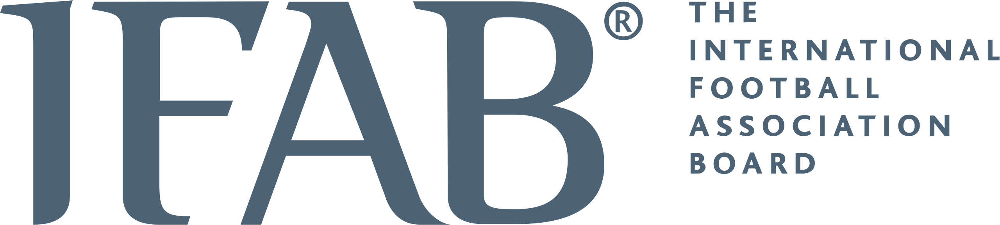 IFAB®
THE
INTERNATIONAL
FOOTBALL
ASSOCIATION
BOARD